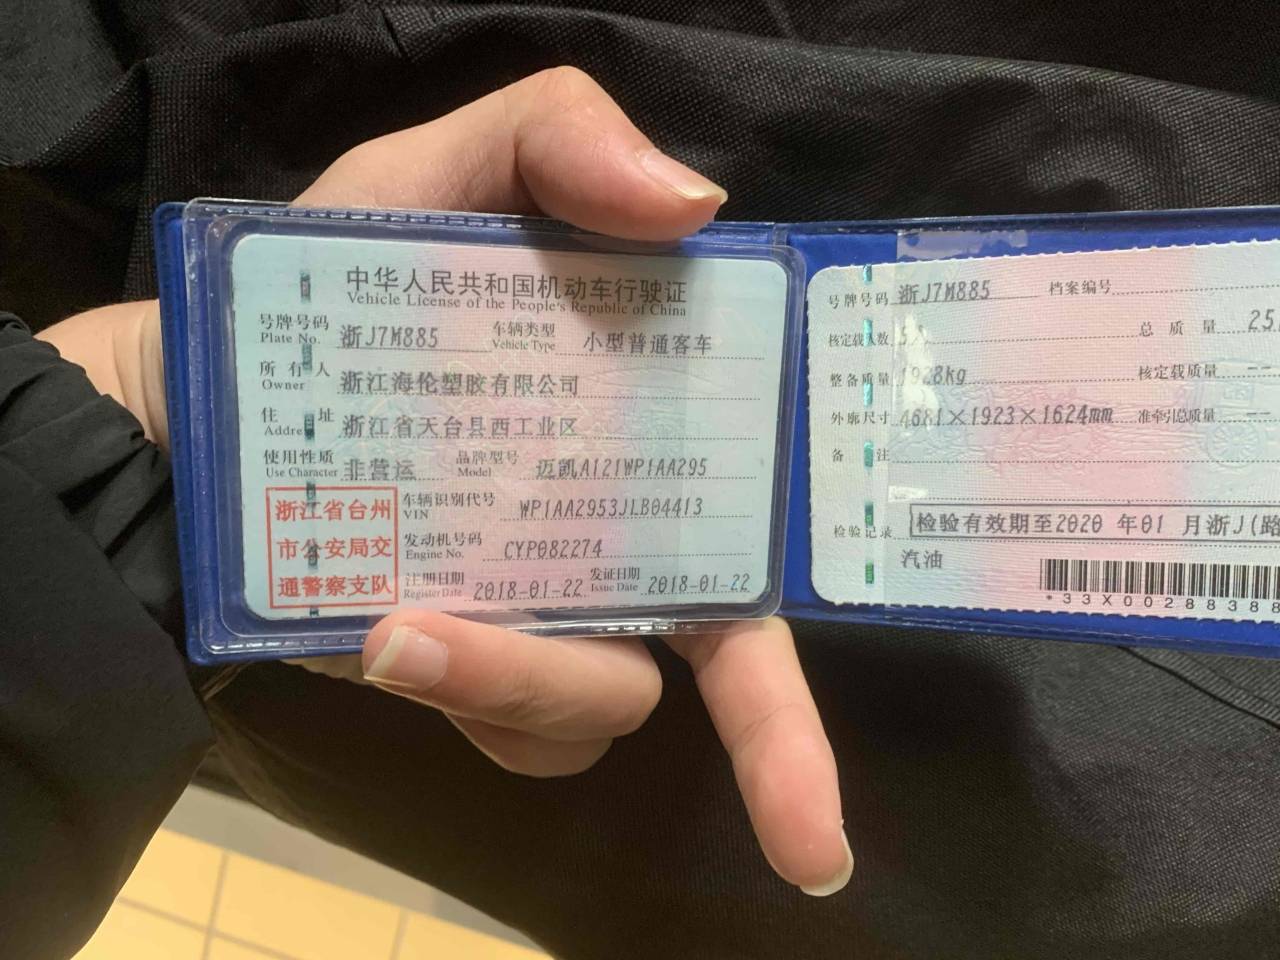 中华人民共和国机动车行驶证
Vehicle License of the People's Republic of China
号牌号码 浙J7M885 车辆类型 小型普通客车
Plate No. Vehicle Type
所有人 浙江海伦塑胶有限公司
Owner
住址 浙江省天台县西工业区
Address
使用性质 非营运 品牌型号 迈凯A121WP1AA295
Use Character Model
浙江省台州
市公安局交
通警察支队
车辆识别代号 WP1AA2953JLB04413
VIN
发动机号码 CYP082274
Engine No.
注册日期 2018-01-22 发证日期 2018-01-22
Register Date Issue Date
号牌号码 浙J7M885 档案编号
核定载人数 5人 总质量 25
整备质量 1928kg 核定载质量 --
外廓尺寸 4681×1923×1624mm 准牵引总质量 --
备注
检验记录 检验有效期至2020年01月浙J(路
汽油
*33X00288388